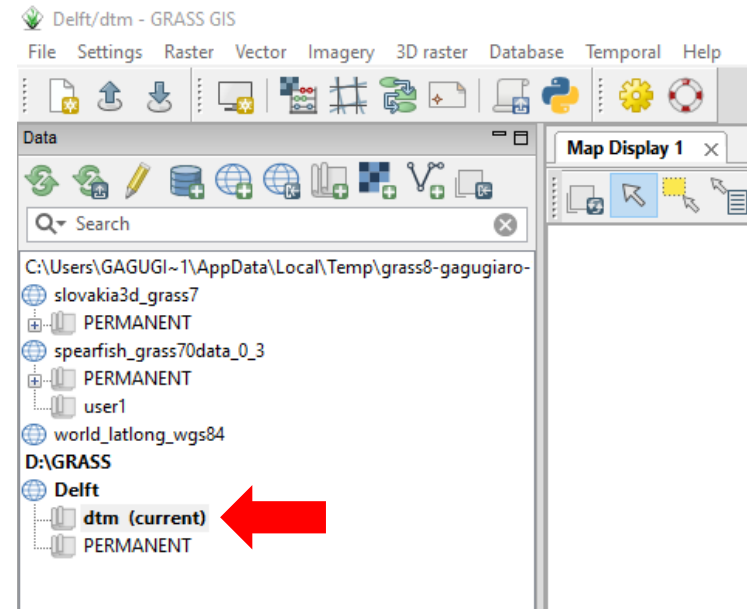 Delft/dtm - GRASS GIS
File Settings Raster Vector Imagery 3D raster Database Temporal Help
Data
Map Display 1
Search
C:\Users\GAGUGI~1\AppData\Local\Temp\grass8-gagugiaro-
slovakia3d_grass7
PERMANENT
spearfish_grass70data_0_3
PERMANENT
user1
world_latlong_wgs84
D:\GRASS
Delft
dtm (current)
PERMANENT